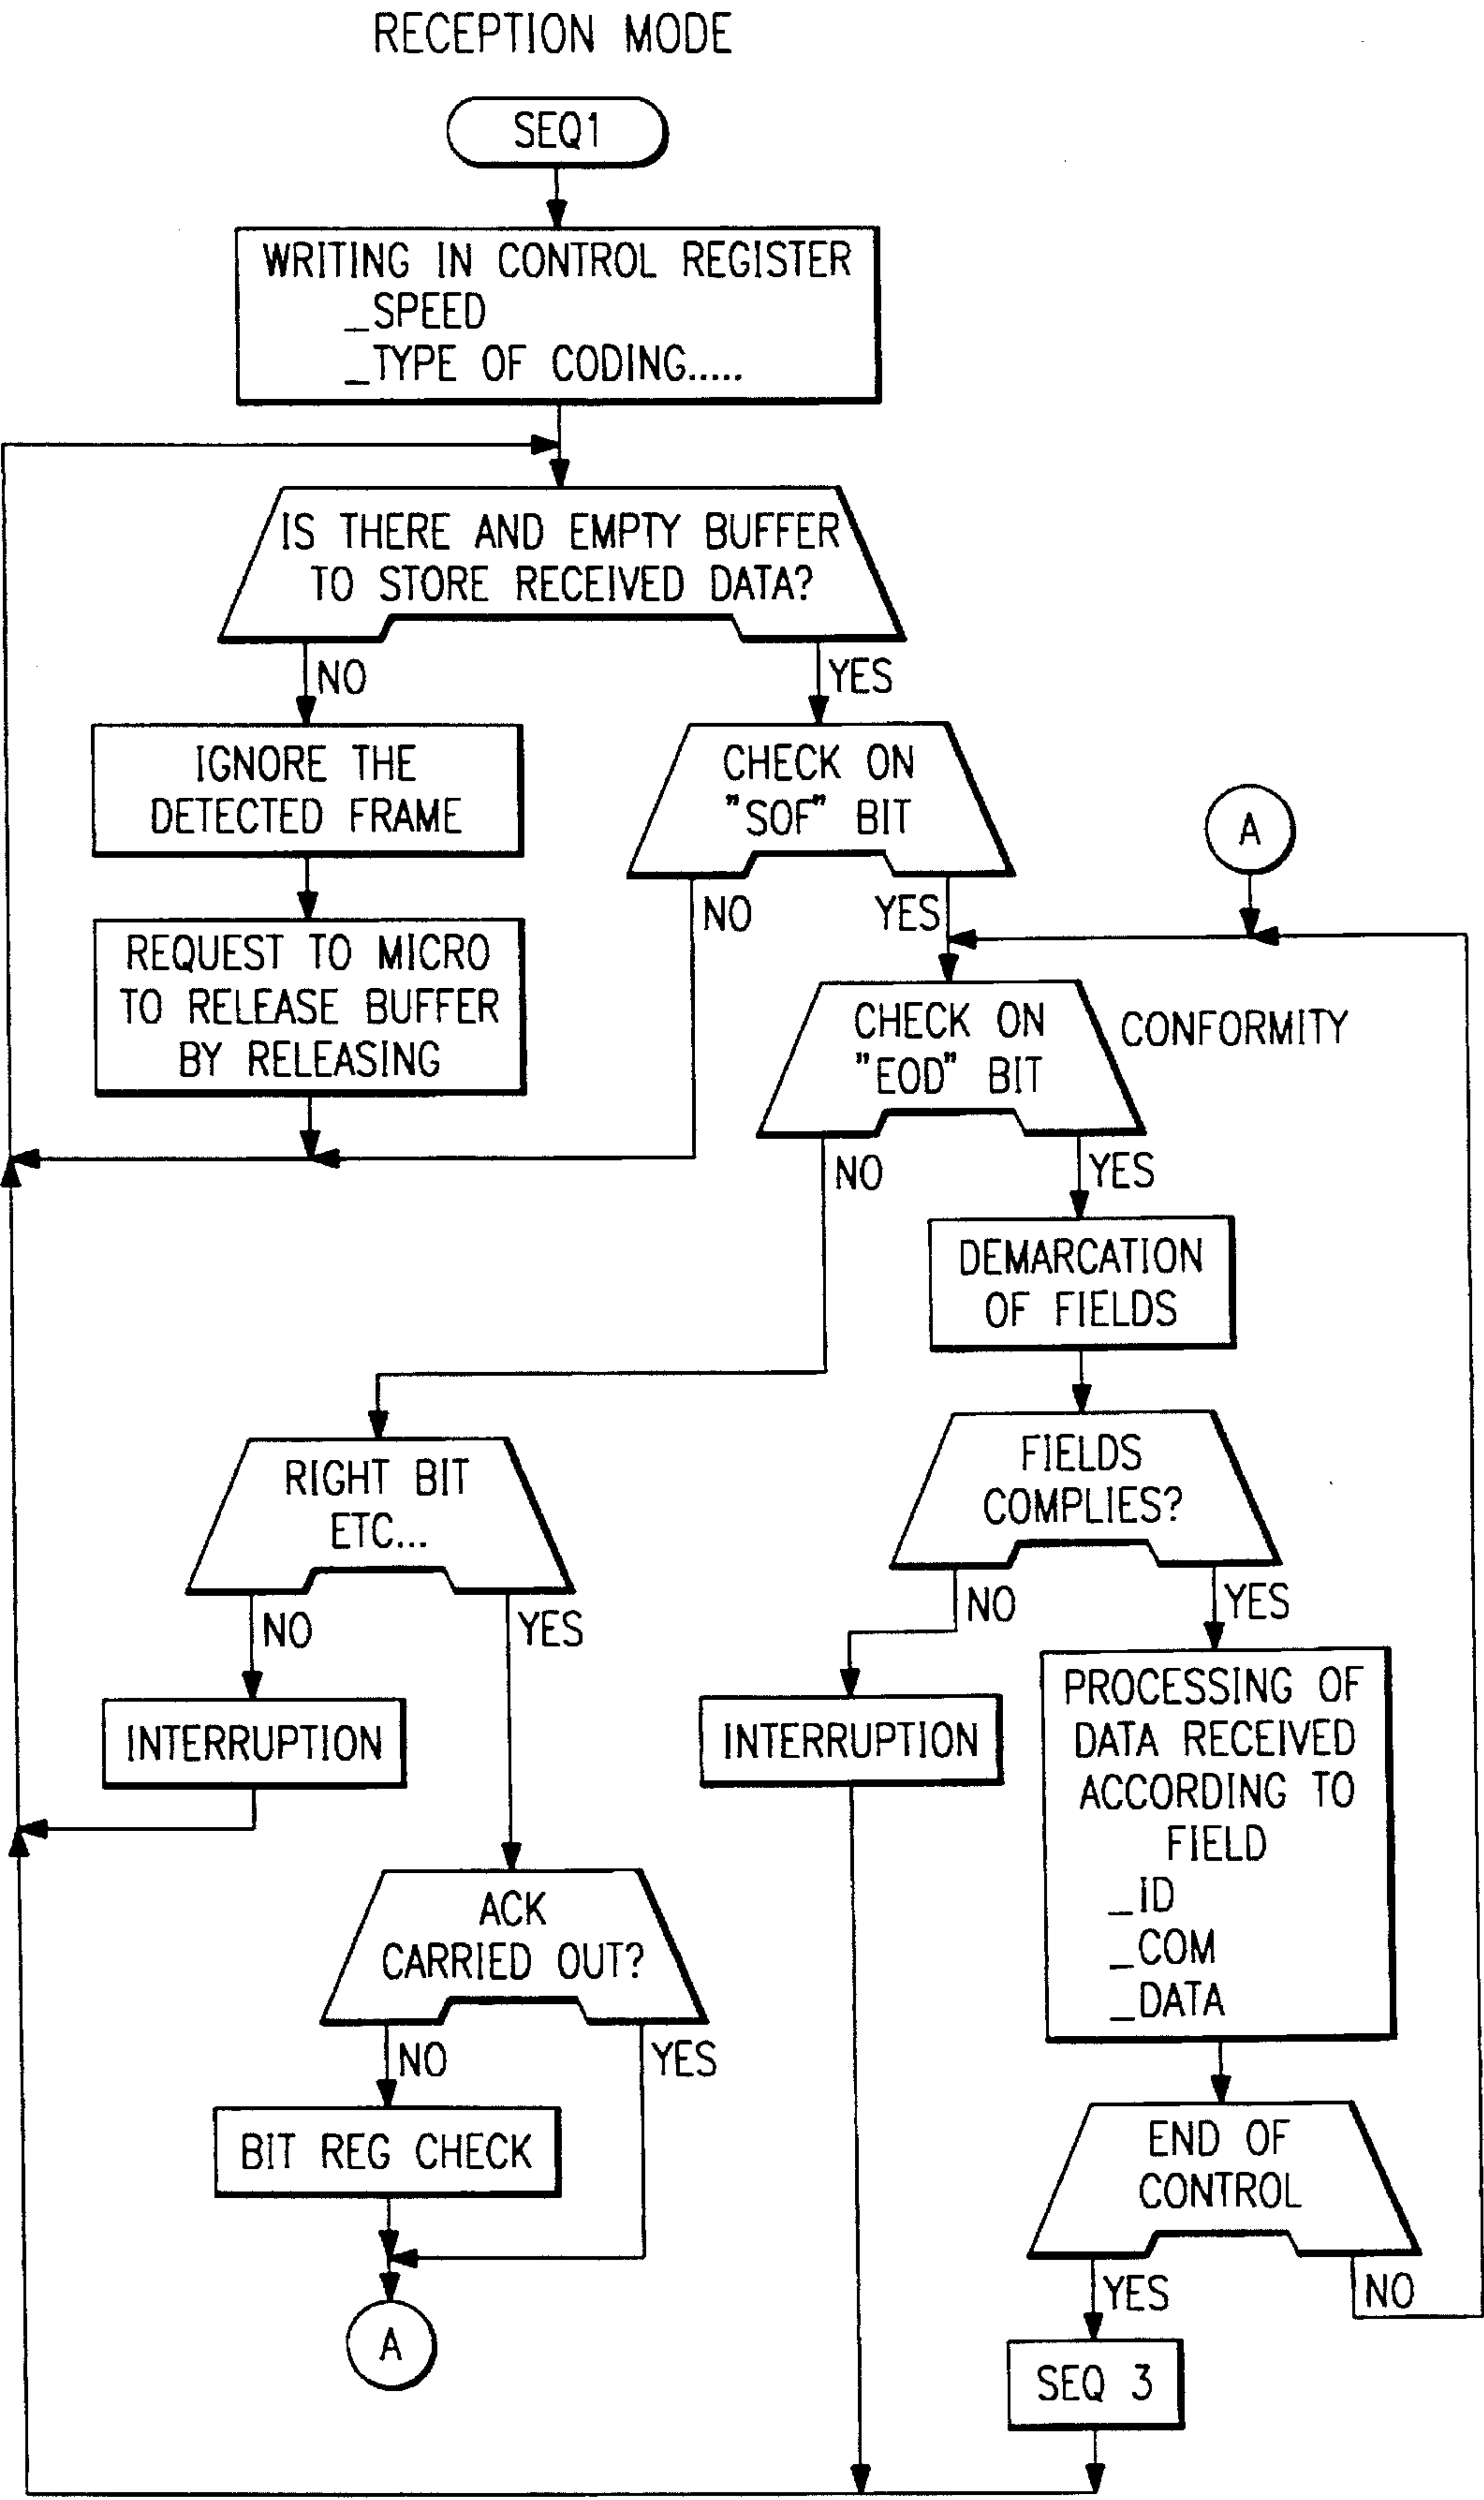 RECEPTION MODE
SEQ1
WRITING IN CONTROL REGISTER
_SPEED
_TYPE OF CODING.....
IS THERE AND EMPTY BUFFER
TO STORE RECEIVED DATA?
NO
YES
IGNORE THE
DETECTED FRAME
CHECK ON
"SOF" BIT
A
NO
YES
REQUEST TO MICRO
TO RELEASE BUFFER
BY RELEASING
CHECK ON
"EOD" BIT
CONFORMITY
NO
YES
DEMARCATION
OF FIELDS
RIGHT BIT
ETC...
FIELDS
COMPLIES?
NO
YES
NO
YES
INTERRUPTION
INTERRUPTION
PROCESSING OF
DATA RECEIVED
ACCORDING TO
FIELD
_ID
_COM
_DATA
ACK
CARRIED OUT?
NO
YES
BIT REG CHECK
END OF
CONTROL
YES
NO
A
SEQ 3